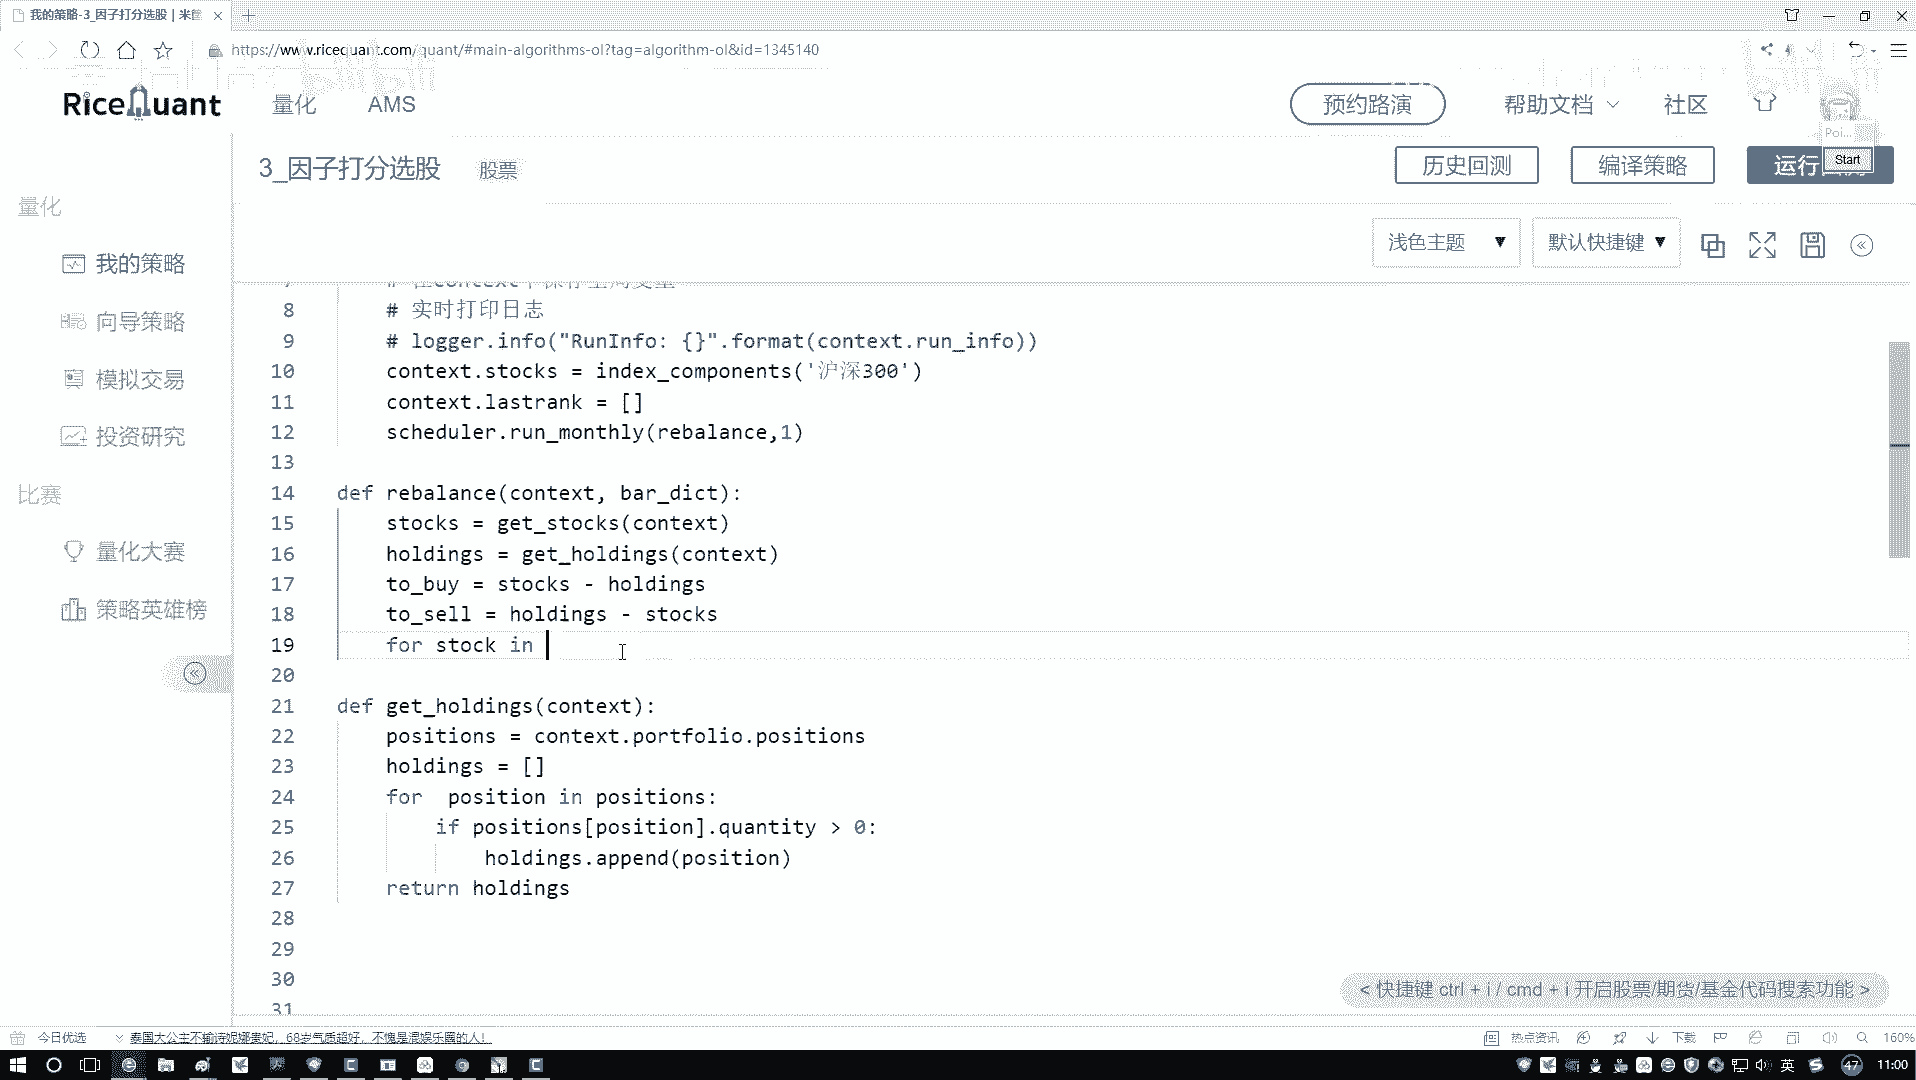 我的策略-3_因子打分选股 | 米筐
https://www.ricequant.com/quant/#main-algorithms-ol?tag=algorithm-ol&id=1345140
RiceQuant
量化
AMS
预约路演
帮助文档
社区
Poi...
Start
3_因子打分选股
股票
历史回测
编译策略
运行
浅色主题
默认快捷键
量化
我的策略
向导策略
模拟交易
投资研究
比赛
量化大赛
策略英雄榜
8 # 实时打印日志
9 # logger.info("RunInfo: {}".format(context.run_info))
10 context.stocks = index_components('沪深300')
11 context.lastrank = []
12 scheduler.run_monthly(rebalance,1)
13
14 def rebalance(context, bar_dict):
15 stocks = get_stocks(context)
16 holdings = get_holdings(context)
17 to_buy = stocks - holdings
18 to_sell = holdings - stocks
19 for stock in
20
21 def get_holdings(context):
22 positions = context.portfolio.positions
23 holdings = []
24 for  position in positions:
25 if positions[position].quantity > 0:
26 holdings.append(position)
27 return holdings
28
29
30
31
< 快捷键 ctrl + i / cmd + i 开启股票/期货/基金代码搜索功能 >
今日优选
泰国大公主不输诗妮娜贵妃，68岁气质超好，不愧是混娱乐圈的人！
热点资讯
下载
160%
英
47
11:00